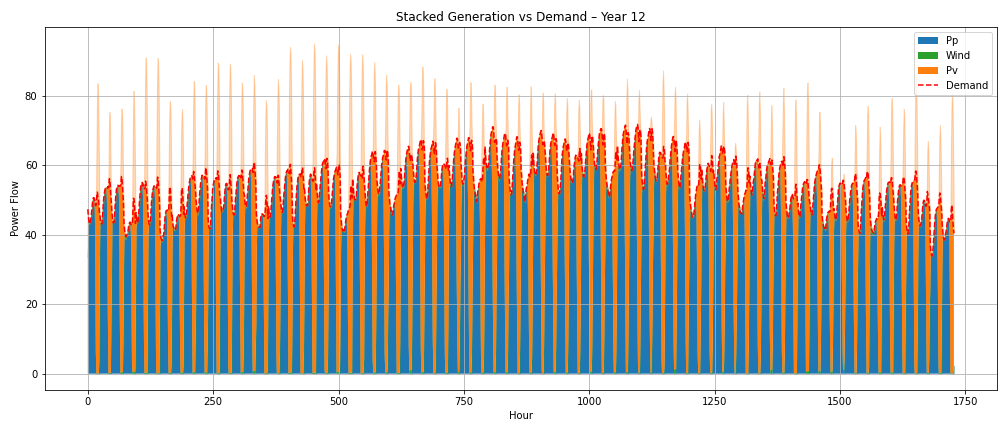 Stacked Generation vs Demand – Year 12
Pp
Wind
Pv
Demand
Power Flow
80
60
40
20
0
0 250 500 750 1000 1250 1500 1750
Hour